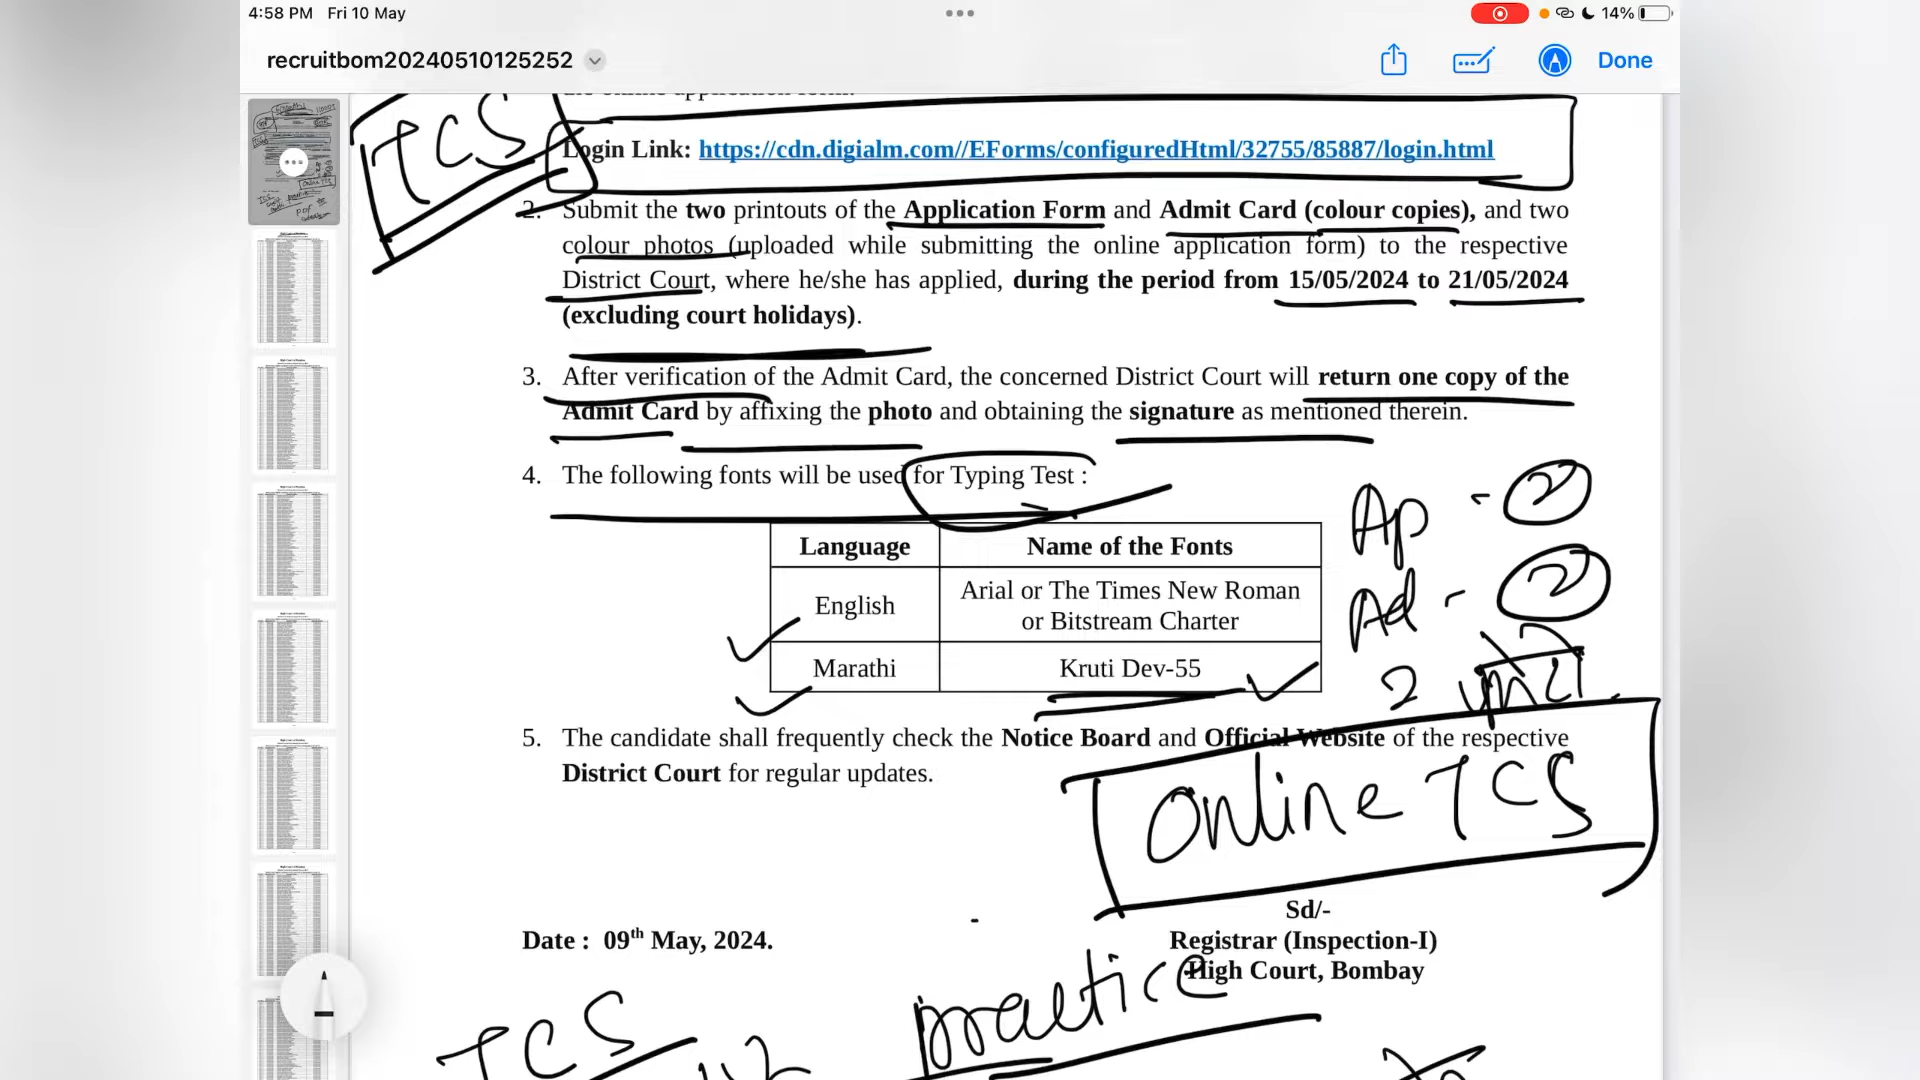 4:58 PM Fri 10 May
14%
recruitbom20240510125252
Done
TCS
Login Link: https://cdn.digialm.com//EForms/configuredHtml/32755/85887/login.html
2. Submit the two printouts of the Application Form and Admit Card (colour copies), and two
colour photos (uploaded while submitting the online application form) to the respective
District Court, where he/she has applied, during the period from 15/05/2024 to 21/05/2024
(excluding court holidays).
3. After verification of the Admit Card, the concerned District Court will return one copy of the
Admit Card by affixing the photo and obtaining the signature as mentioned therein.
4. The following fonts will be used for Typing Test :
Language Name of the Fonts
English Arial or The Times New Roman
or Bitstream Charter
Marathi Kruti Dev-55
Ap - 2
Ad - 2
2
5. The candidate shall frequently check the Notice Board and Official Website of the respective
District Court for regular updates.
Online TCS
Sd/-
Date : 09th May, 2024. Registrar (Inspection-I)
High Court, Bombay
practice
TCS